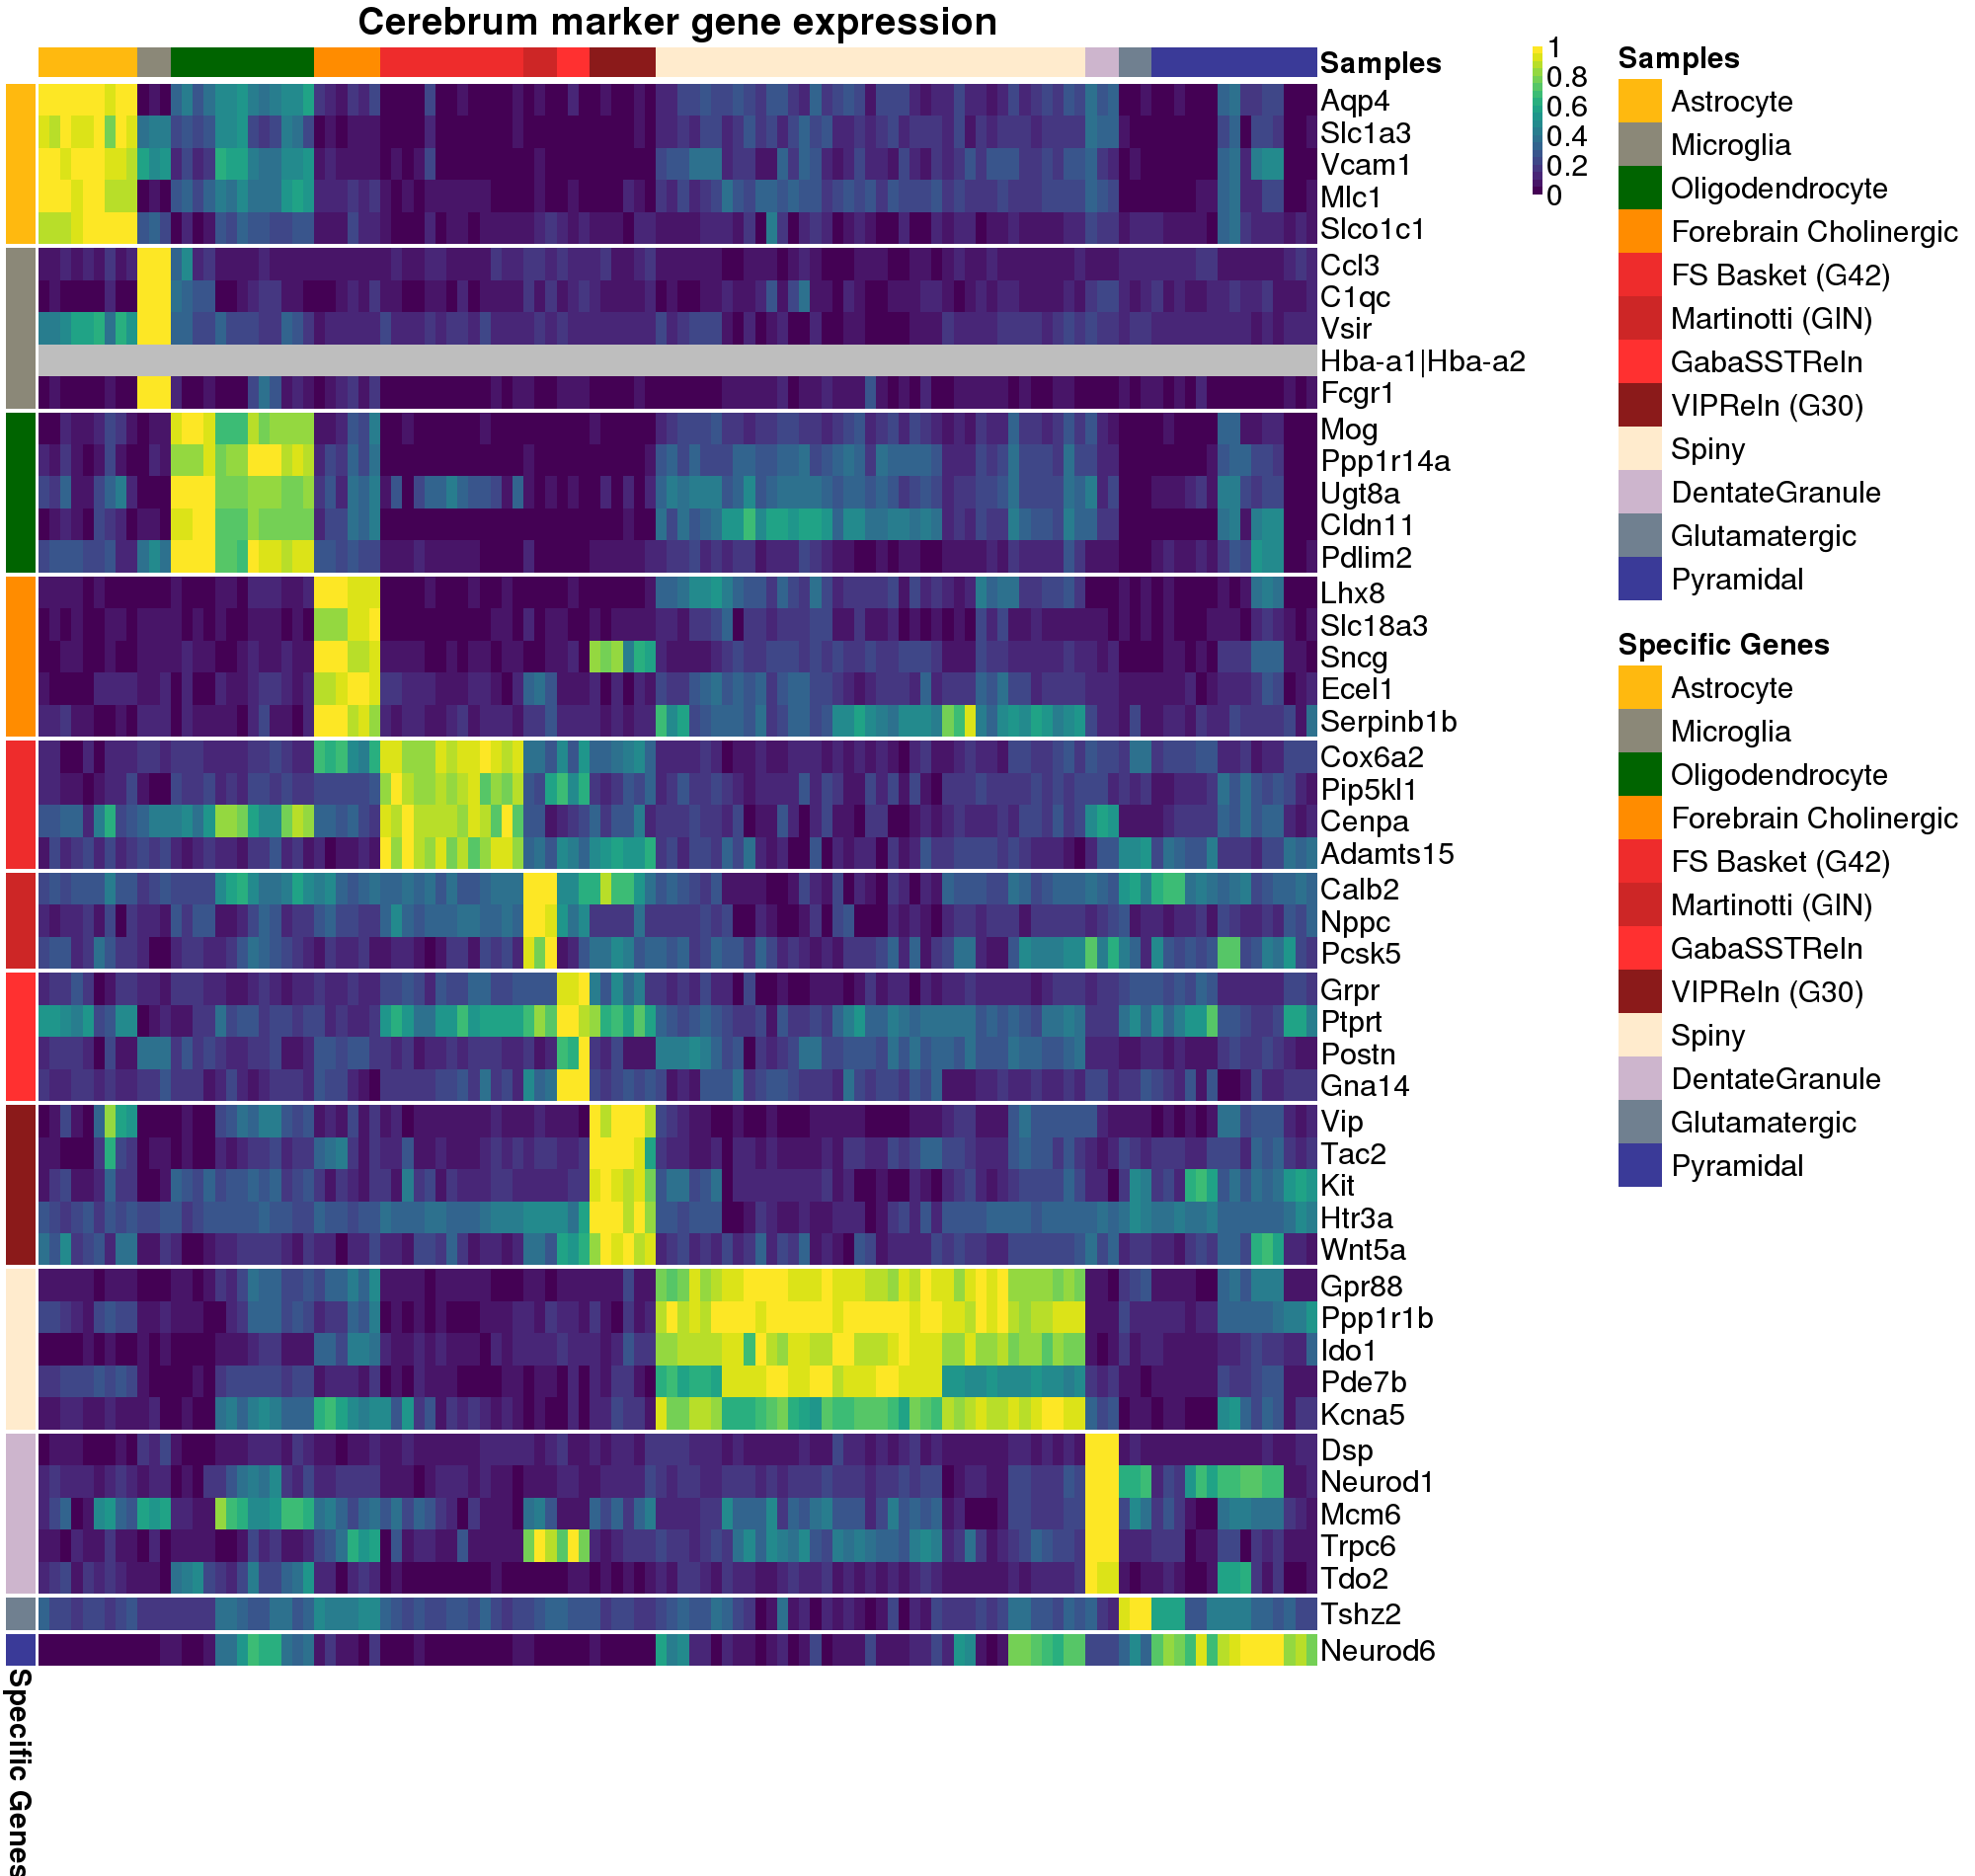 Cerebrum marker gene expression
Samples
Aqp4
Slc1a3
Vcam1
Mlc1
Slco1c1
Ccl3
C1qc
Vsir
Hba-a1|Hba-a2
Fcgr1
Mog
Ppp1r14a
Ugt8a
Cldn11
Pdlim2
Lhx8
Slc18a3
Sncg
Ecel1
Serpinb1b
Cox6a2
Pip5kl1
Cenpa
Adamts15
Calb2
Nppc
Pcsk5
Grpr
Ptprt
Postn
Gna14
Vip
Tac2
Kit
Htr3a
Wnt5a
Gpr88
Ppp1r1b
Ido1
Pde7b
Kcna5
Dsp
Neurod1
Mcm6
Trpc6
Tdo2
Tshz2
Neurod6
Specific Genes
1
0.8
0.6
0.4
0.2
0
Samples
Astrocyte
Microglia
Oligodendrocyte
Forebrain Cholinergic
FS Basket (G42)
Martinotti (GIN)
GabaSSTReln
VIPReln (G30)
Spiny
DentateGranule
Glutamatergic
Pyramidal
Specific Genes
Astrocyte
Microglia
Oligodendrocyte
Forebrain Cholinergic
FS Basket (G42)
Martinotti (GIN)
GabaSSTReln
VIPReln (G30)
Spiny
DentateGranule
Glutamatergic
Pyramidal